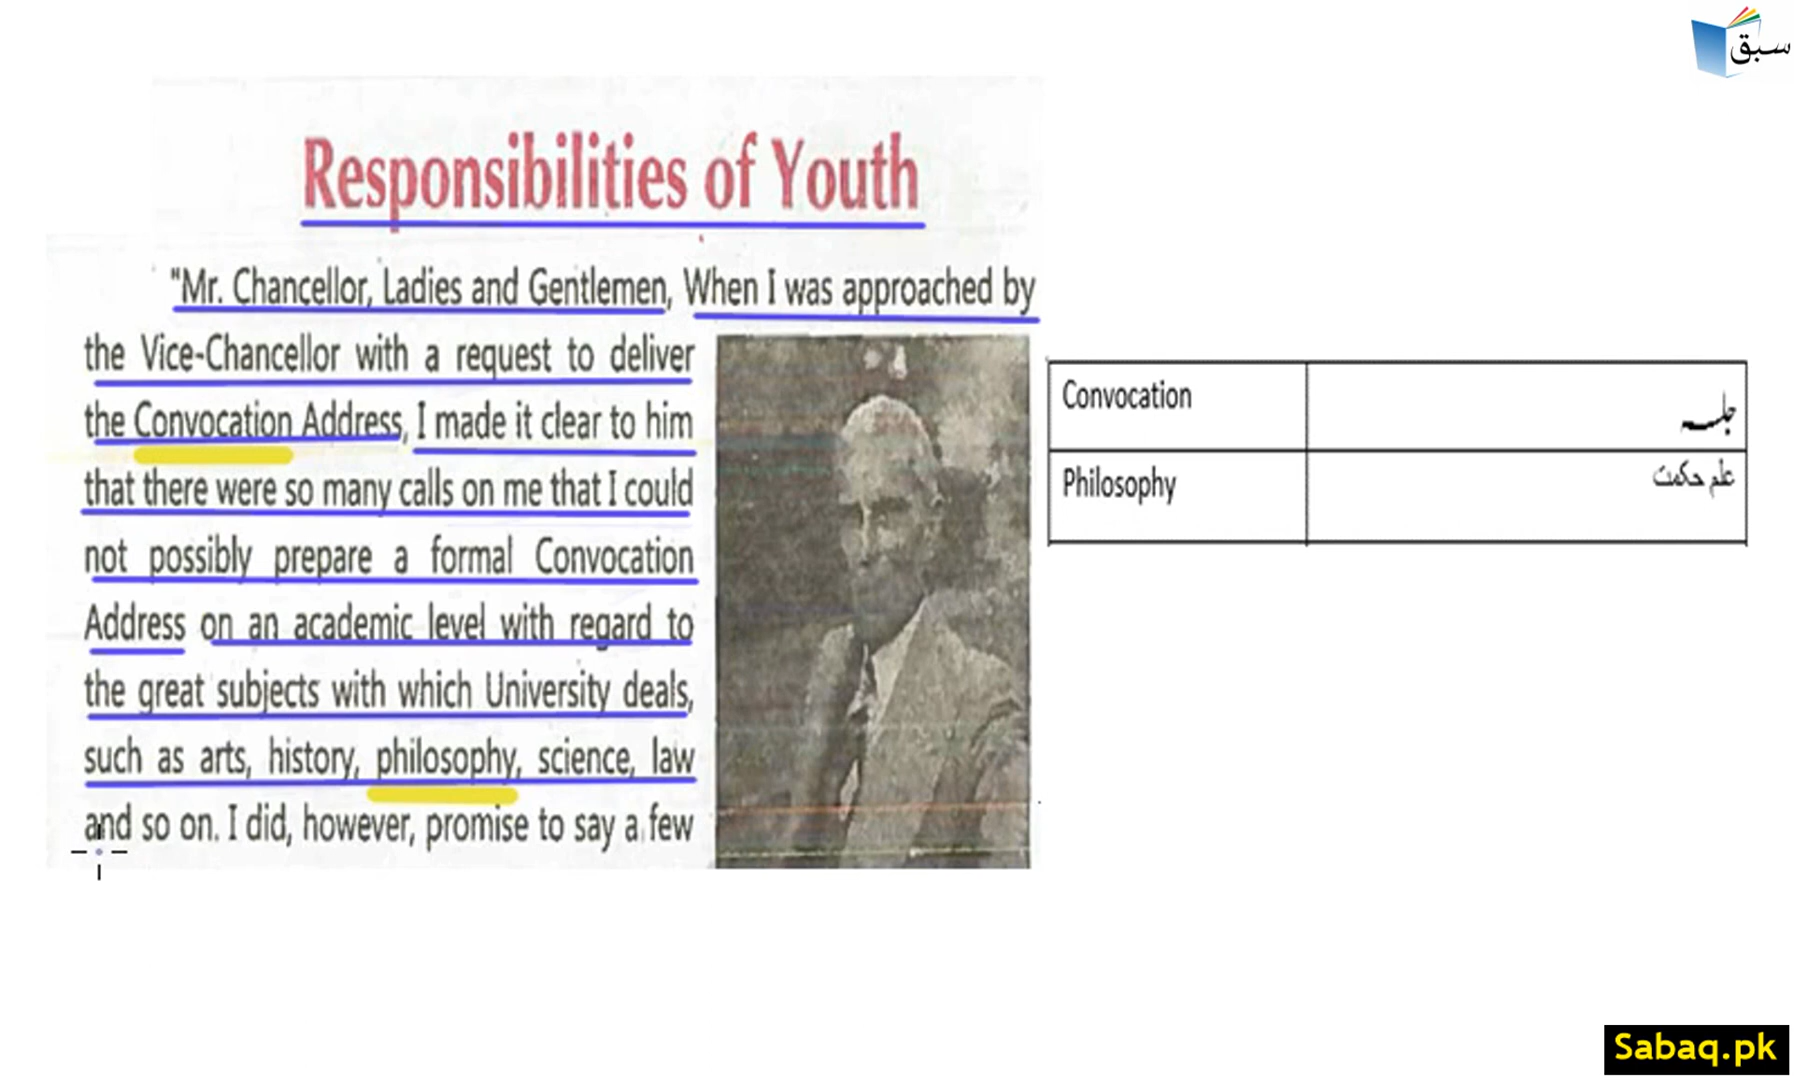 سبق
Responsibilities of Youth
"Mr. Chancellor, Ladies and Gentlemen, When I was approached by
the Vice-Chancellor with a request to deliver
the Convocation Address, I made it clear to him
that there were so many calls on me that I could
not possibly prepare a formal Convocation
Address on an academic level with regard to
the great subjects with which University deals,
such as arts, history, philosophy, science, law
and so on. I did, however, promise to say a few
Convocation
جلسہ
Philosophy
علم حکمت
Sabaq.pk